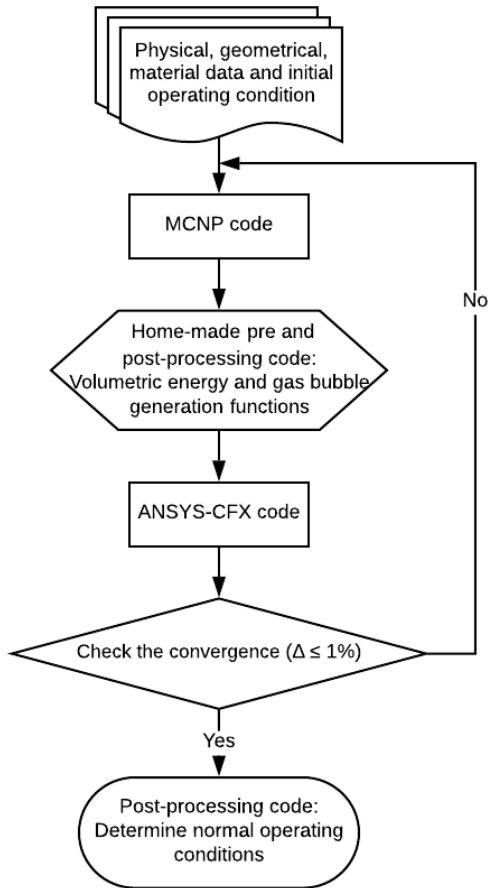 Physical, geometrical,
material data and initial
operating condition
MCNP code
No
Home-made pre and
post-processing code:
Volumetric energy and gas bubble
generation functions
ANSYS-CFX code
Check the convergence (Δ ≤ 1%)
Yes
Post-processing code:
Determine normal operating
conditions